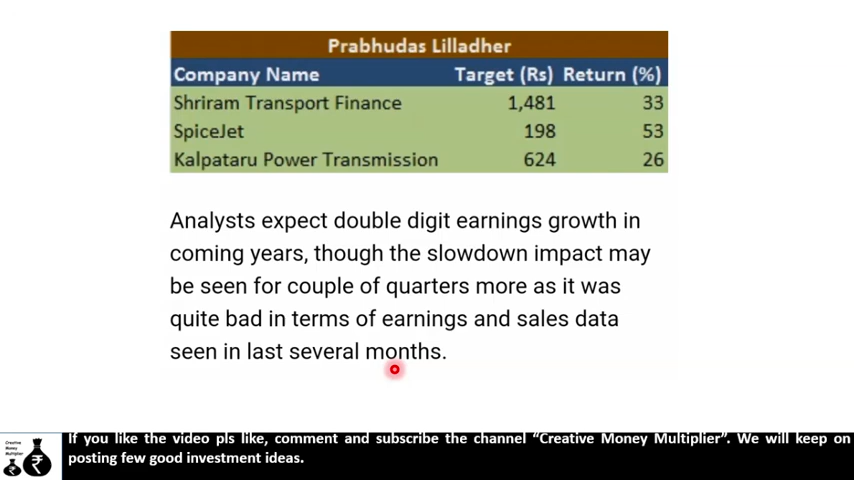 Prabhudas Lilladher
Company Name Target (Rs) Return (%)
Shriram Transport Finance 1,481 33
SpiceJet 198 53
Kalpataru Power Transmission 624 26
Analysts expect double digit earnings growth in
coming years, though the slowdown impact may
be seen for couple of quarters more as it was
quite bad in terms of earnings and sales data
seen in last several months.
Creative
Money
Multiplier
If you like the video pls like, comment and subscribe the channel “Creative Money Multiplier”. We will keep on
posting few good investment ideas.